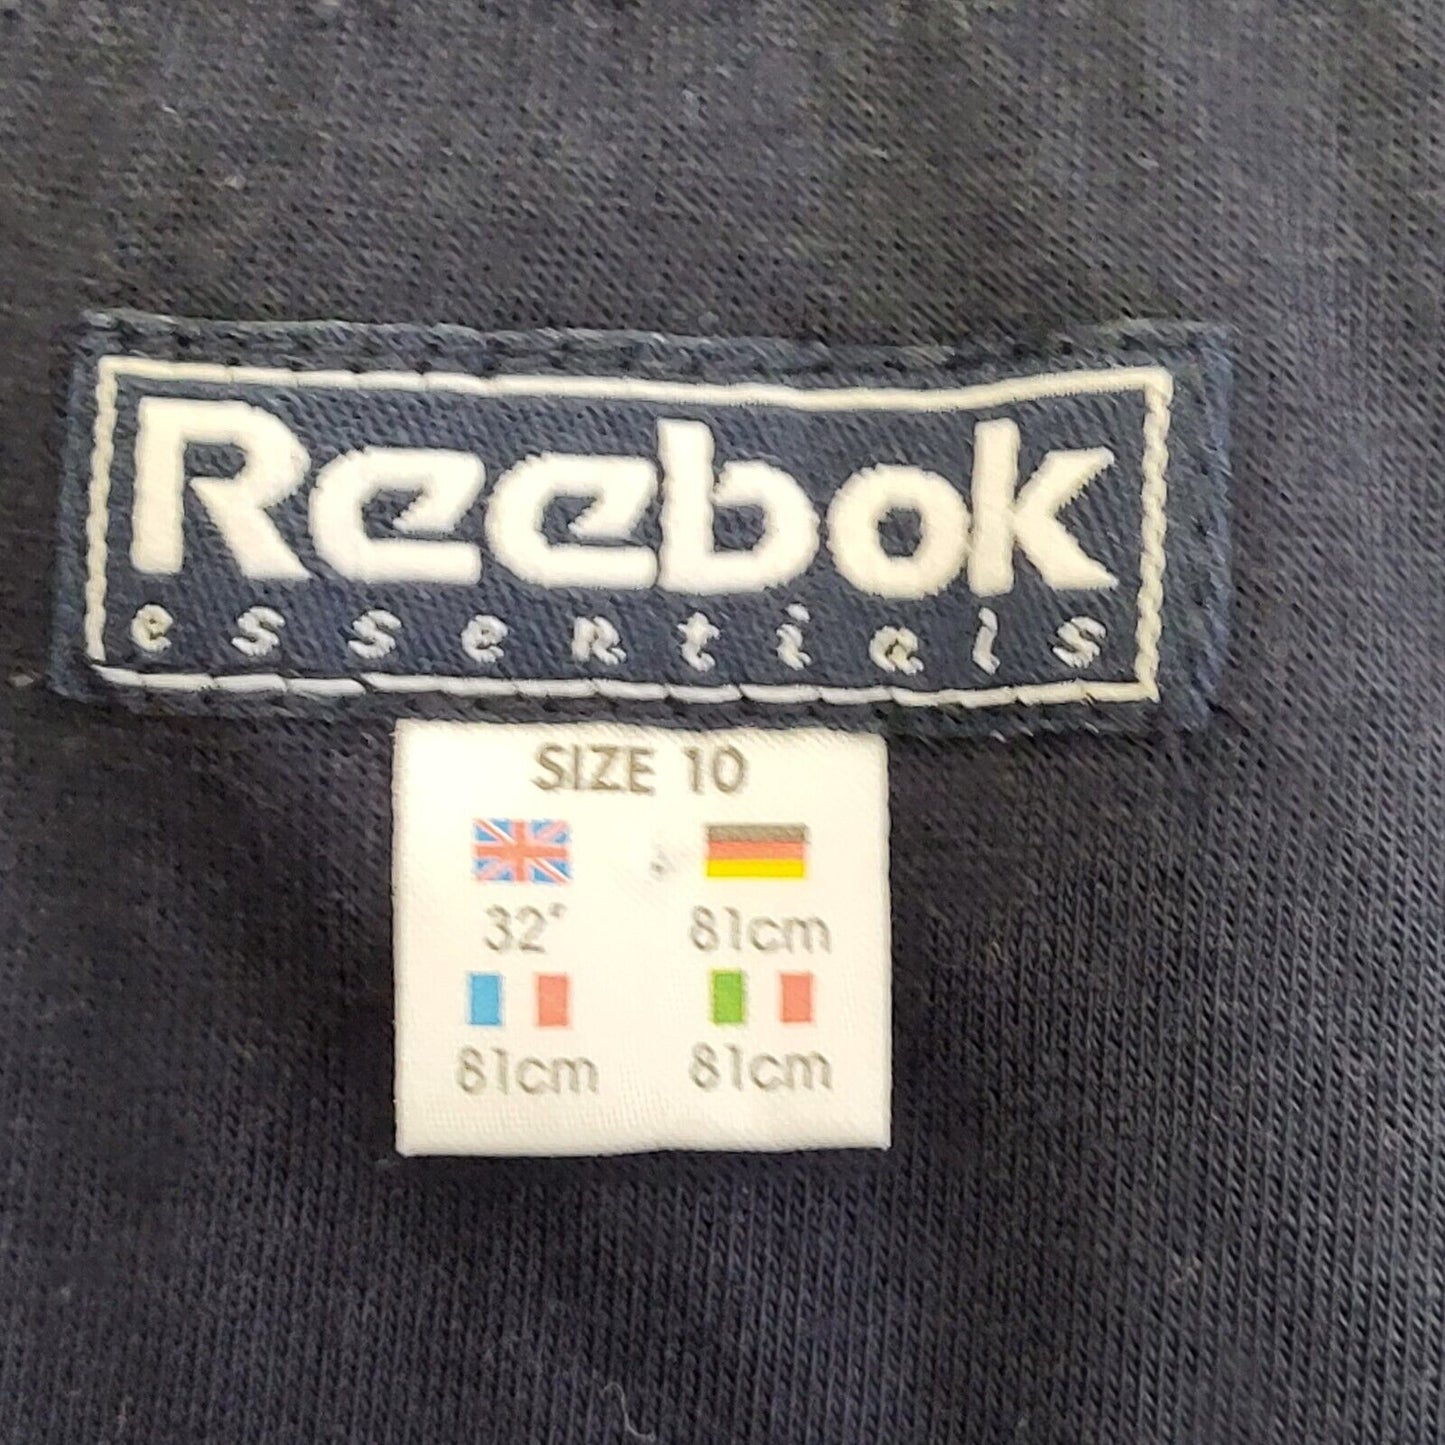 Reebok
essentials
SIZE 10
32" 81cm
81cm 81cm